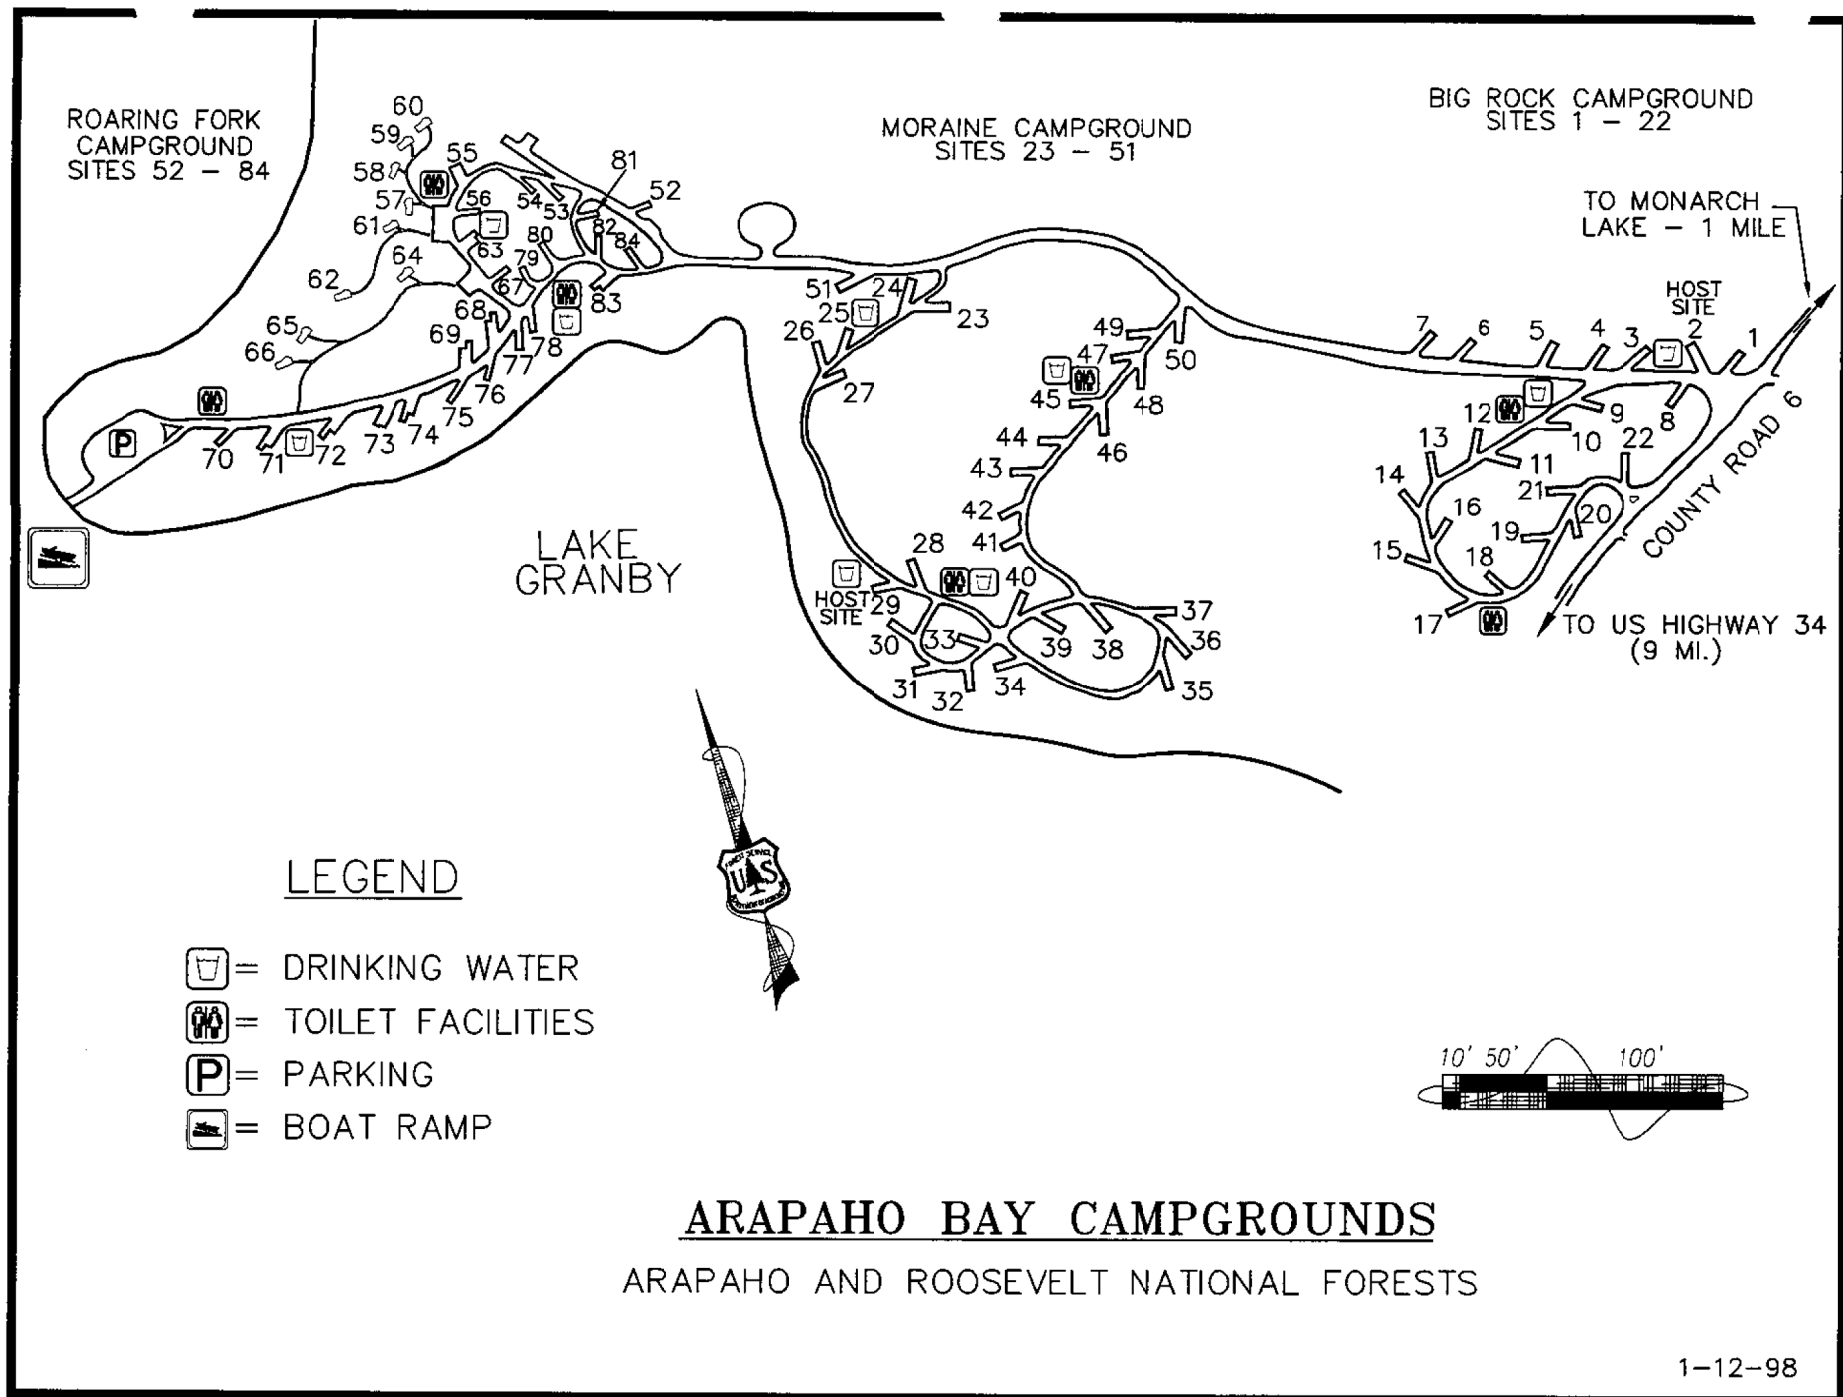 ROARING FORK
CAMPGROUND
SITES 52 - 84
MORAINE CAMPGROUND
SITES 23 - 51
BIG ROCK CAMPGROUND
SITES 1 - 22
TO MONARCH
LAKE - 1 MILE
HOST
SITE
60
59
58
57
61
62
64
65
66
55
56
63
54
53
81
52
82
84
80
79
67
83
68
69
78
77
76
75
74
73
72
71
70
P
51
24
23
25
26
27
49
50
47
48
45
46
44
43
42
41
28
29
HOST
SITE
30
31
32
33
34
40
39
38
37
36
35
7
6
5
4
3
2
1
8
9
10
11
12
13
14
15
16
17
18
19
20
21
22
COUNTY ROAD 6
TO US HIGHWAY 34
(9 MI.)
LAKE
GRANBY
FOREST SERVICE
US
LEGEND
= DRINKING WATER
= TOILET FACILITIES
P = PARKING
= BOAT RAMP
10' 50' 100'
ARAPAHO BAY CAMPGROUNDS
ARAPAHO AND ROOSEVELT NATIONAL FORESTS
1-12-98